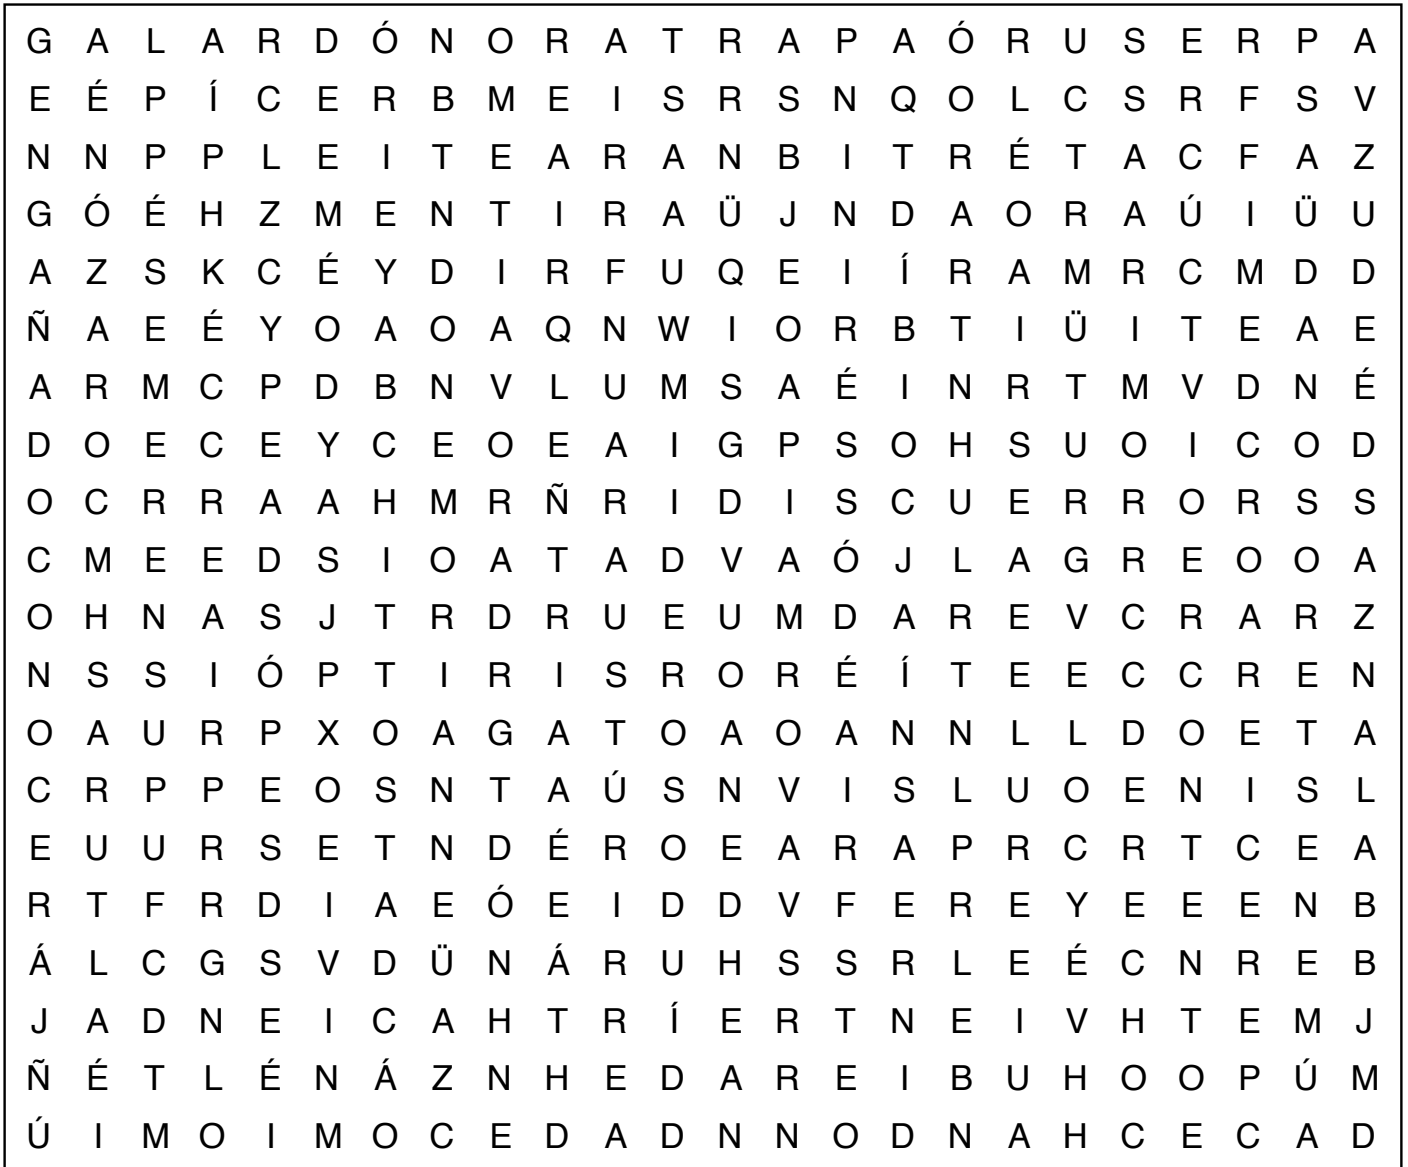 G A L A R D Ó N O R A T R A P A Ó R U S E R P A
E É P Í C E R B M E I S R S N Q O L C S R F S V
N N P P L E I T E A R A N B I T R É T A C F A Z
G Ó É H Z M E N T I R A Ü J N D A O R A Ú I Ü U
A Z S K C É Y D I R F U Q E I Í R A M R C M D D
Ñ A E É Y O A O A Q N W I O R B T I Ü I T E A E
A R M C P D B N V L U M S A É I N R T M V D N É
D O E C E Y C E O E A I G P S O H S U O I C O D
O C R R A A H M R Ñ R I D I S C U E R R O R S S
C M E E D S I O A T A D V A Ó J L A G R E O O A
O H N A S J T R D R U E U M D A R E V C R A R Z
N S S I Ó P T I R I S R O R É Í T E E C C R E N
O A U R P X O A G A T O A O A N N L L D O E T A
C R P P E O S N T A Ú S N V I S L U O E N I S L
E U U R S E T N D É R O E A R A P R C R T C E A
R T F R D I A E Ó E I D D V F E R E Y E E E N B
Á L C G S V D Ü N Á R U H S S R L E É C N R E B
J A D N E I C A H T R Í E R T N E I V H T E M J
Ñ É T L É N Á Z N H E D A R E I B U H O O P Ú M
Ú I M O I M O C E D A D N N O D N A H C E C A D